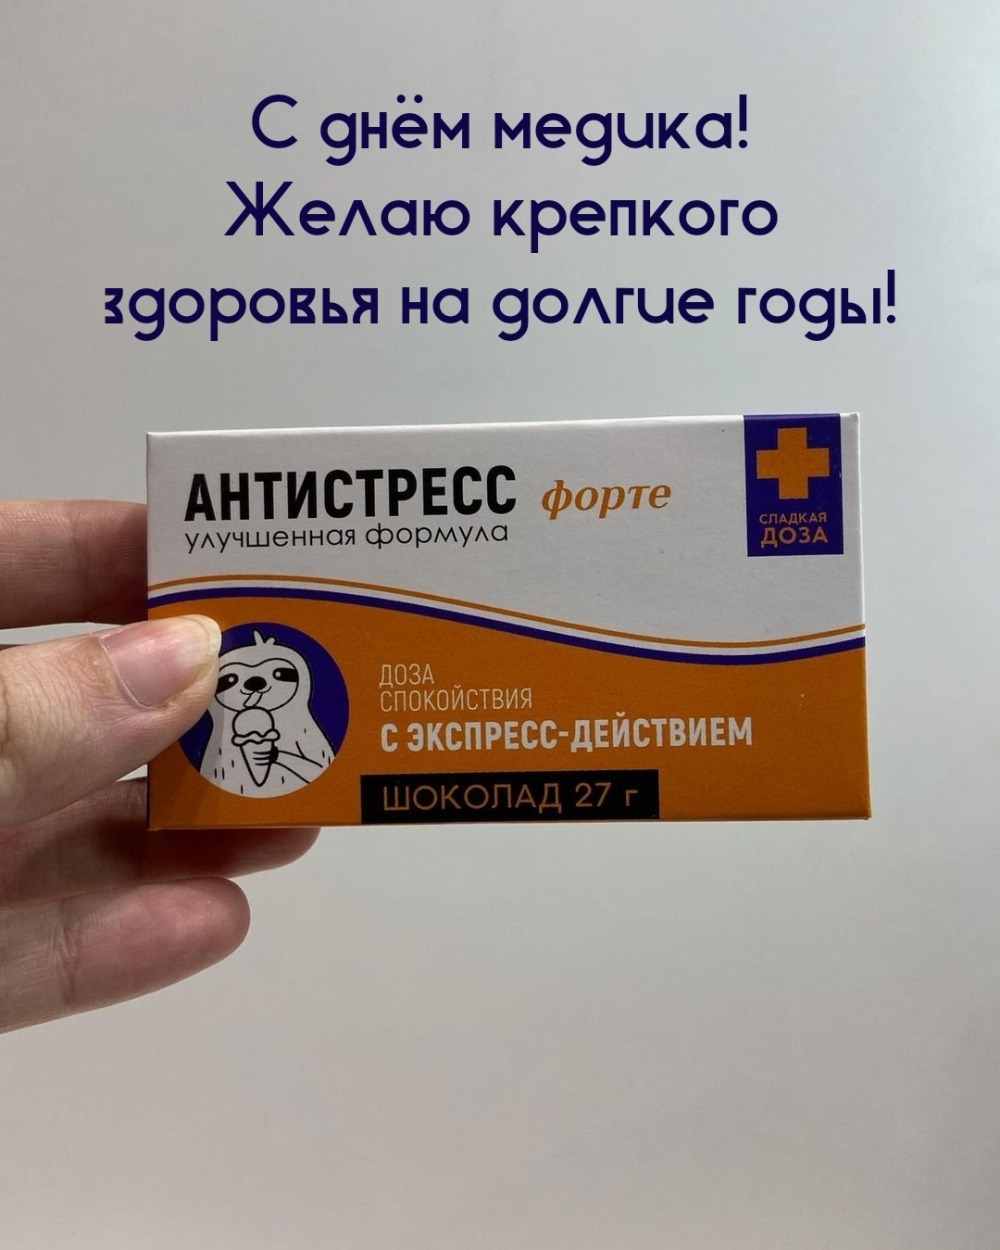 С днём медика!
Желаю крепкого
здоровья на долгие годы!
АНТИСТРЕСС форте
улучшенная формула
СЛАДКАЯ
ДОЗА
ДОЗА
СПОКОЙСТВИЯ
С ЭКСПРЕСС-ДЕЙСТВИЕМ
ШОКОЛАД 27 г